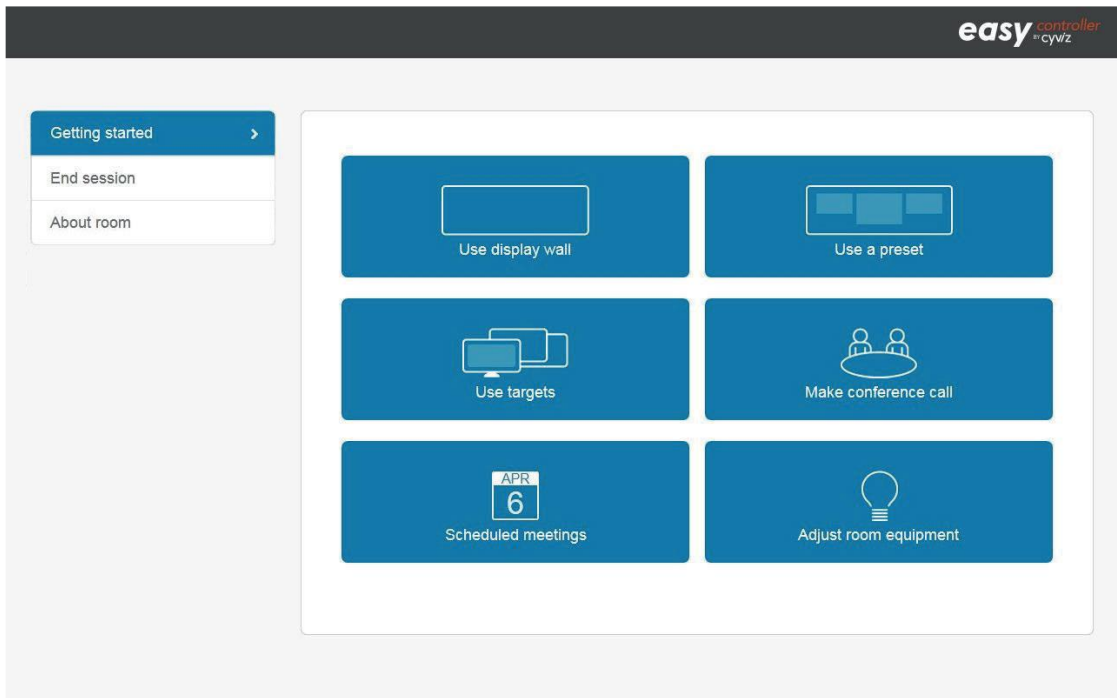 easy controller
BY cyviz
Getting started
End session
About room
Use display wall
Use a preset
Use targets
Make conference call
APR
6
Scheduled meetings
Adjust room equipment